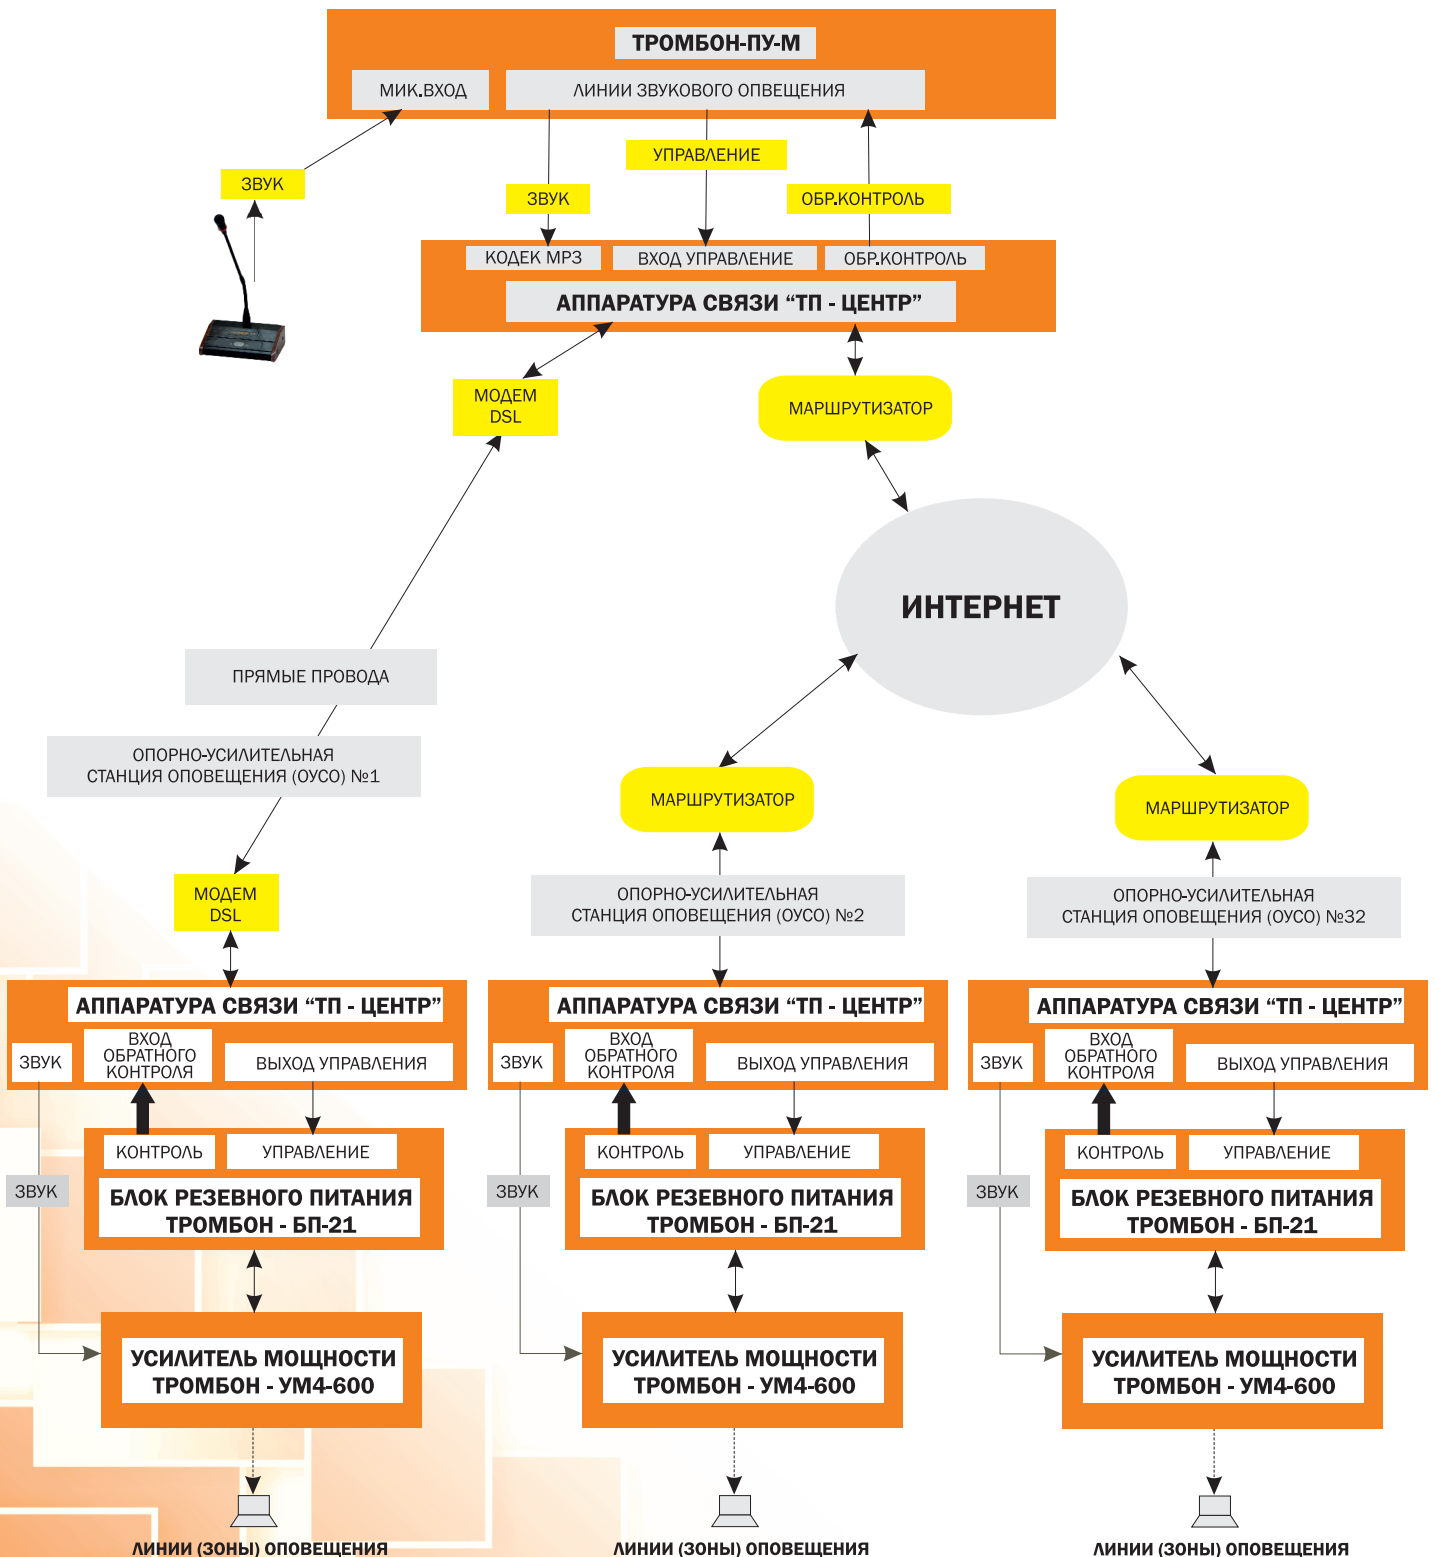 ТРОМБОН-ПУ-М
МИК.ВХОД
ЛИНИИ ЗВУКОВОГО ОПВЕЩЕНИЯ
УПРАВЛЕНИЕ
ЗВУК
ЗВУК
ОБР.КОНТРОЛЬ
КОДЕК МР3
ВХОД УПРАВЛЕНИЕ
ОБР.КОНТРОЛЬ
АППАРАТУРА СВЯЗИ “ТП - ЦЕНТР”
МОДЕМ
DSL
МАРШРУТИЗАТОР
ИНТЕРНЕТ
ПРЯМЫЕ ПРОВОДА
ОПОРНО-УСИЛИТЕЛЬНАЯ
СТАНЦИЯ ОПОВЕЩЕНИЯ (ОУСО) №1
МАРШРУТИЗАТОР
МАРШРУТИЗАТОР
МОДЕМ
DSL
ОПОРНО-УСИЛИТЕЛЬНАЯ
СТАНЦИЯ ОПОВЕЩЕНИЯ (ОУСО) №2
ОПОРНО-УСИЛИТЕЛЬНАЯ
СТАНЦИЯ ОПОВЕЩЕНИЯ (ОУСО) №32
АППАРАТУРА СВЯЗИ “ТП - ЦЕНТР”
ЗВУК
ВХОД
ОБРАТНОГО
КОНТРОЛЯ
ВЫХОД УПРАВЛЕНИЯ
КОНТРОЛЬ
УПРАВЛЕНИЕ
ЗВУК
БЛОК РЕЗЕВНОГО ПИТАНИЯ
ТРОМБОН - БП-21
УСИЛИТЕЛЬ МОЩНОСТИ
ТРОМБОН - УМ4-600
ЛИНИИ (ЗОНЫ) ОПОВЕЩЕНИЯ
АППАРАТУРА СВЯЗИ “ТП - ЦЕНТР”
ЗВУК
ВХОД
ОБРАТНОГО
КОНТРОЛЯ
ВЫХОД УПРАВЛЕНИЯ
КОНТРОЛЬ
УПРАВЛЕНИЕ
ЗВУК
БЛОК РЕЗЕВНОГО ПИТАНИЯ
ТРОМБОН - БП-21
УСИЛИТЕЛЬ МОЩНОСТИ
ТРОМБОН - УМ4-600
ЛИНИИ (ЗОНЫ) ОПОВЕЩЕНИЯ
АППАРАТУРА СВЯЗИ “ТП - ЦЕНТР”
ЗВУК
ВХОД
ОБРАТНОГО
КОНТРОЛЯ
ВЫХОД УПРАВЛЕНИЯ
КОНТРОЛЬ
УПРАВЛЕНИЕ
ЗВУК
БЛОК РЕЗЕВНОГО ПИТАНИЯ
ТРОМБОН - БП-21
УСИЛИТЕЛЬ МОЩНОСТИ
ТРОМБОН - УМ4-600
ЛИНИИ (ЗОНЫ) ОПОВЕЩЕНИЯ